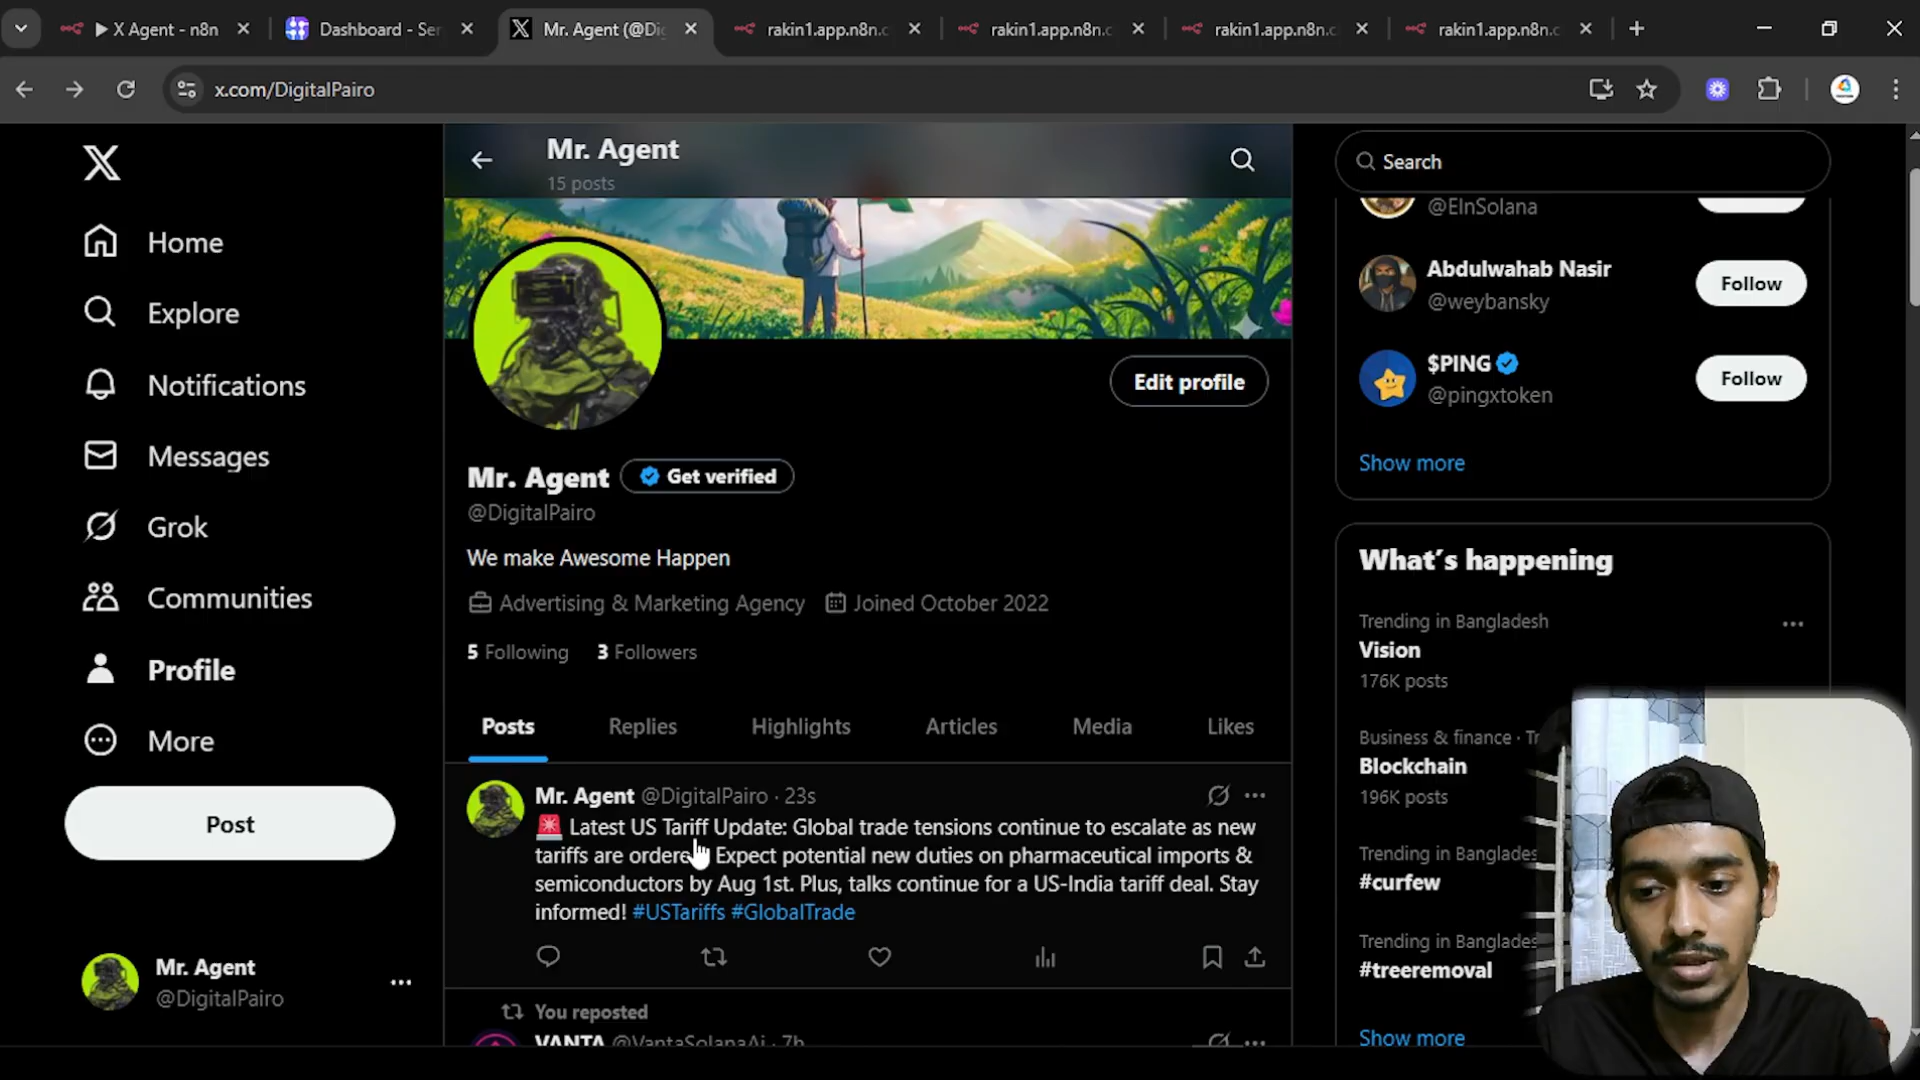 X Agent - n8n
Dashboard - Ser
Mr. Agent (@Di
rakin1.app.n8n.c
rakin1.app.n8n.c
rakin1.app.n8n.c
rakin1.app.n8n.c
x.com/DigitalPairo
Home
Explore
Notifications
Messages
Grok
Communities
Profile
More
Post
Mr. Agent
@DigitalPairo
Mr. Agent
15 posts
Edit profile
Mr. Agent
Get verified
@DigitalPairo
We make Awesome Happen
Advertising & Marketing Agency
Joined October 2022
5 Following
3 Followers
Posts
Replies
Highlights
Articles
Media
Likes
Mr. Agent @DigitalPairo · 23s
🚨 Latest US Tariff Update: Global trade tensions continue to escalate as new
tariffs are ordere Expect potential new duties on pharmaceutical imports &
semiconductors by Aug 1st. Plus, talks continue for a US-India tariff deal. Stay
informed! #USTariffs #GlobalTrade
You reposted
VANTA @VantaSolanaAi · 7h
Search
@ElnSolana
Abdulwahab Nasir
@weybansky
Follow
$PING
@pingxtoken
Follow
Show more
What's happening
Trending in Bangladesh
Vision
176K posts
Business & finance · Tr
Blockchain
196K posts
Trending in Banglades
#curfew
Trending in Banglades
#treeremoval
Show more